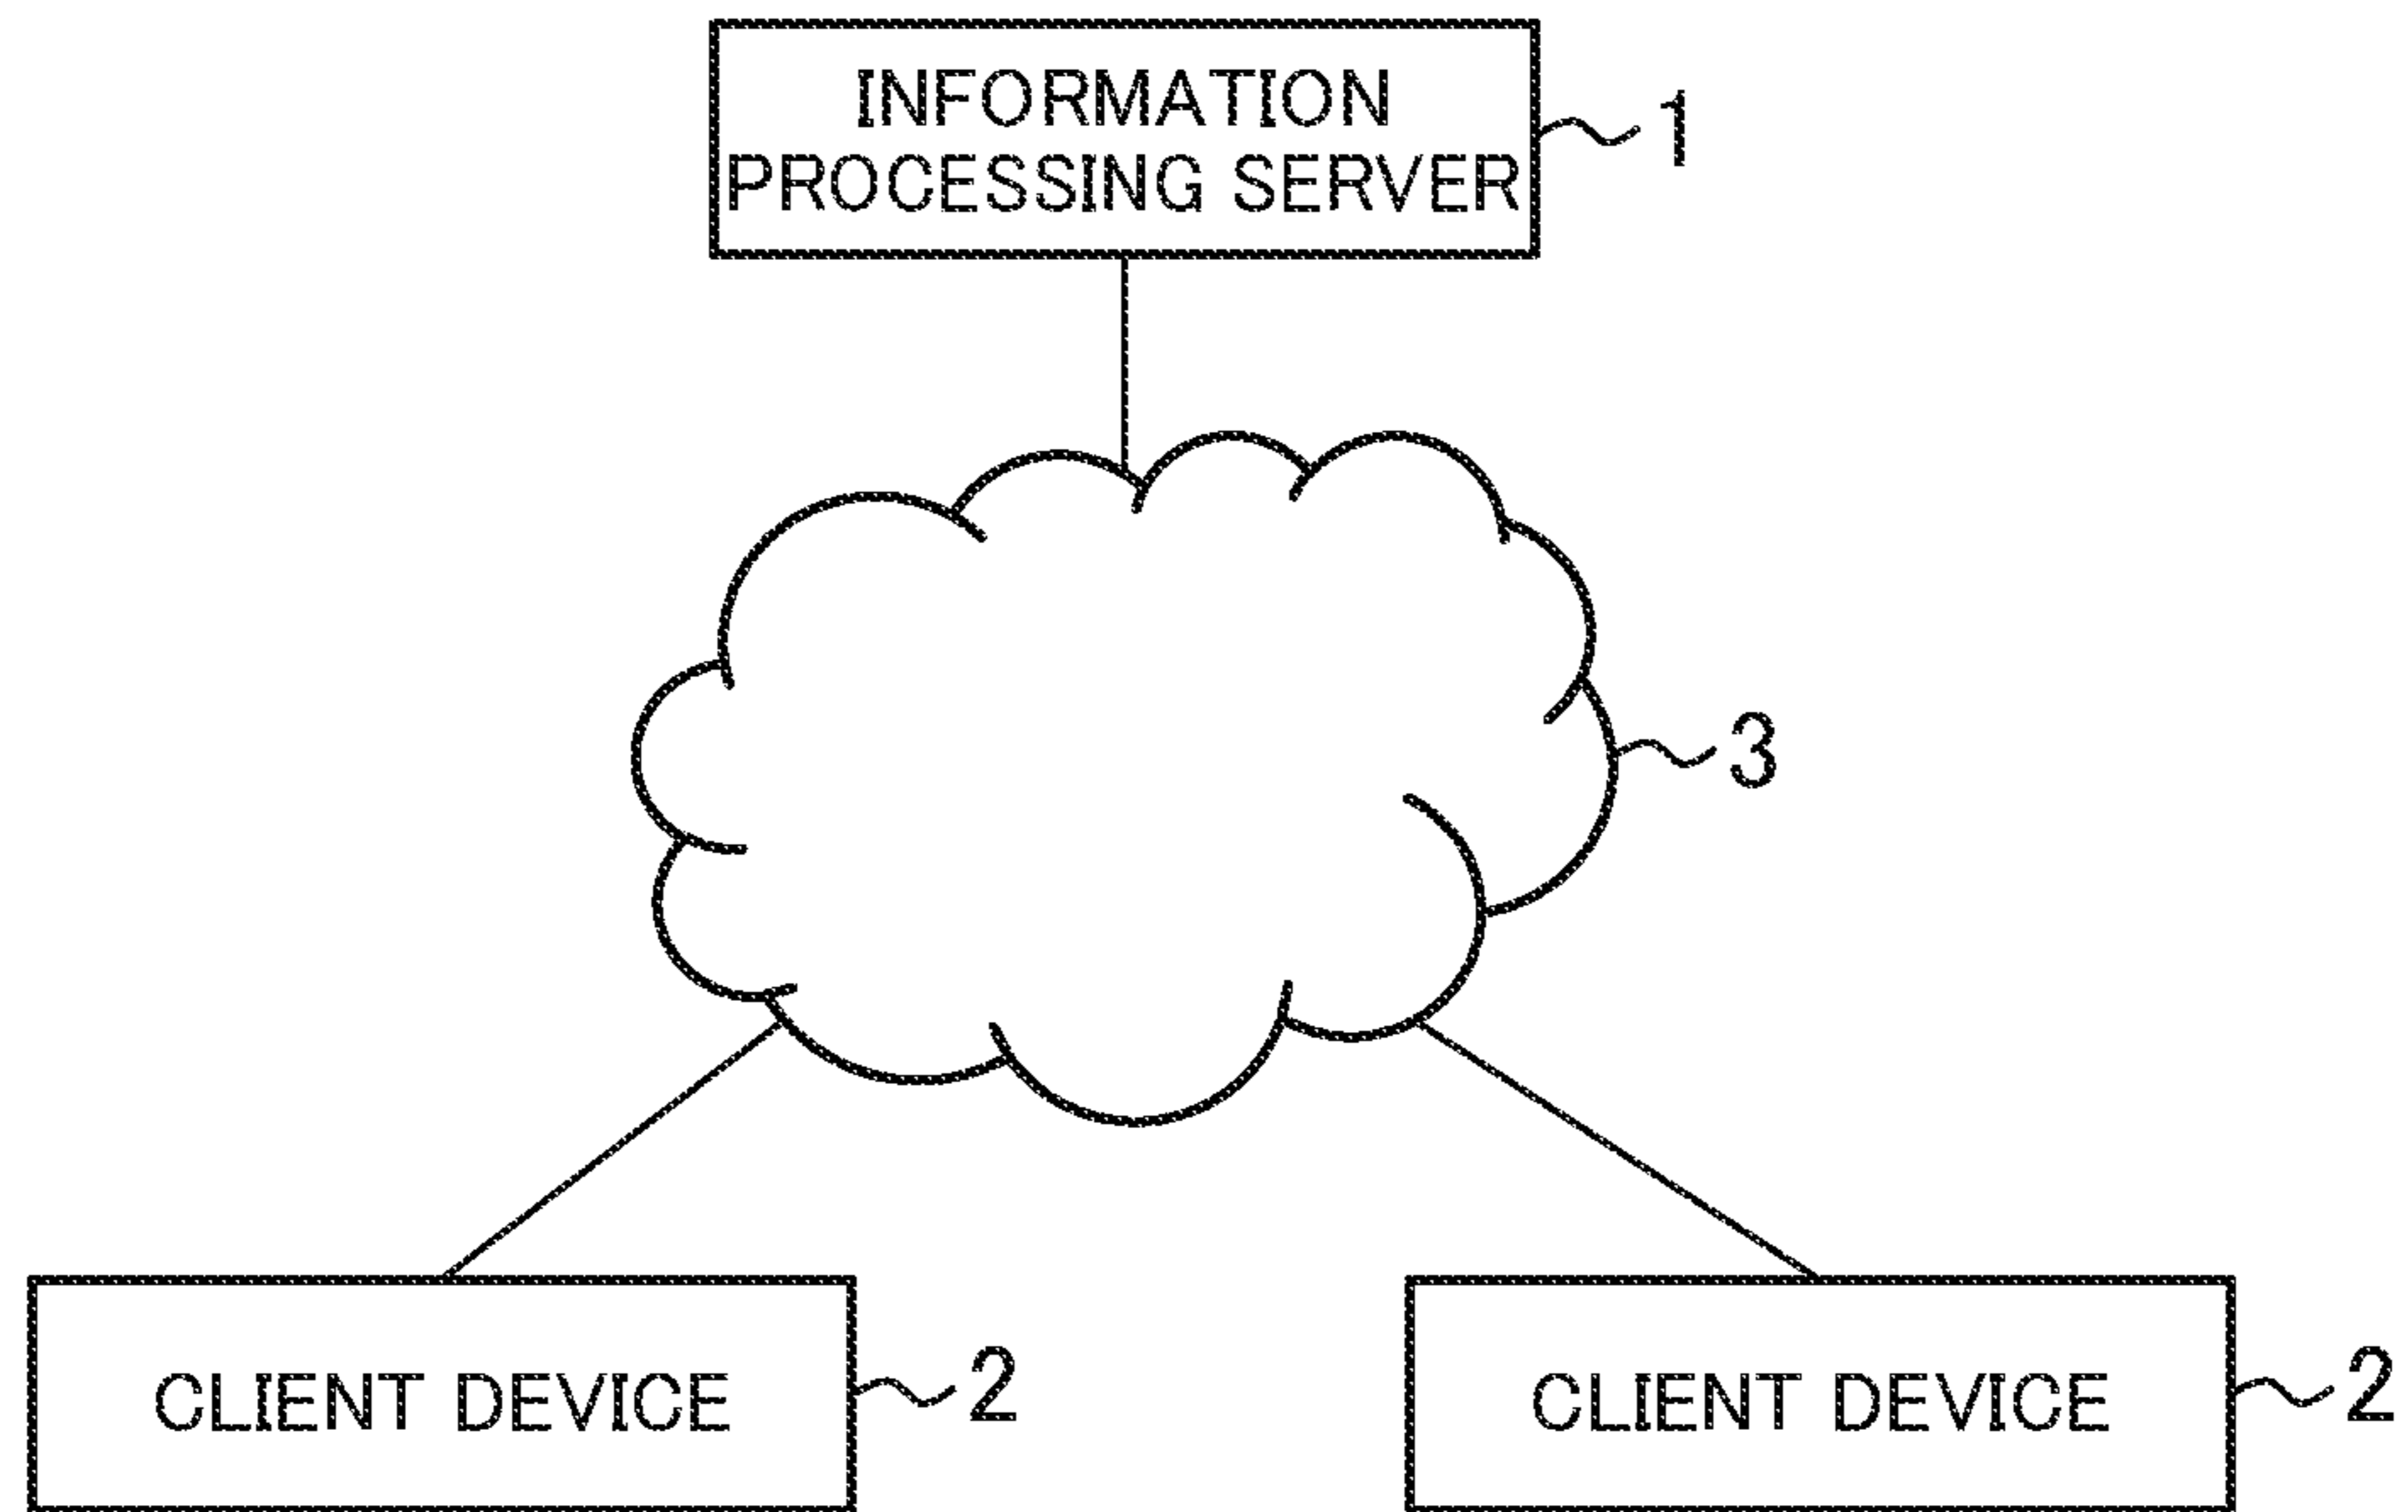 INFORMATION
PROCESSING SERVER
1
3
CLIENT DEVICE
2
CLIENT DEVICE
2